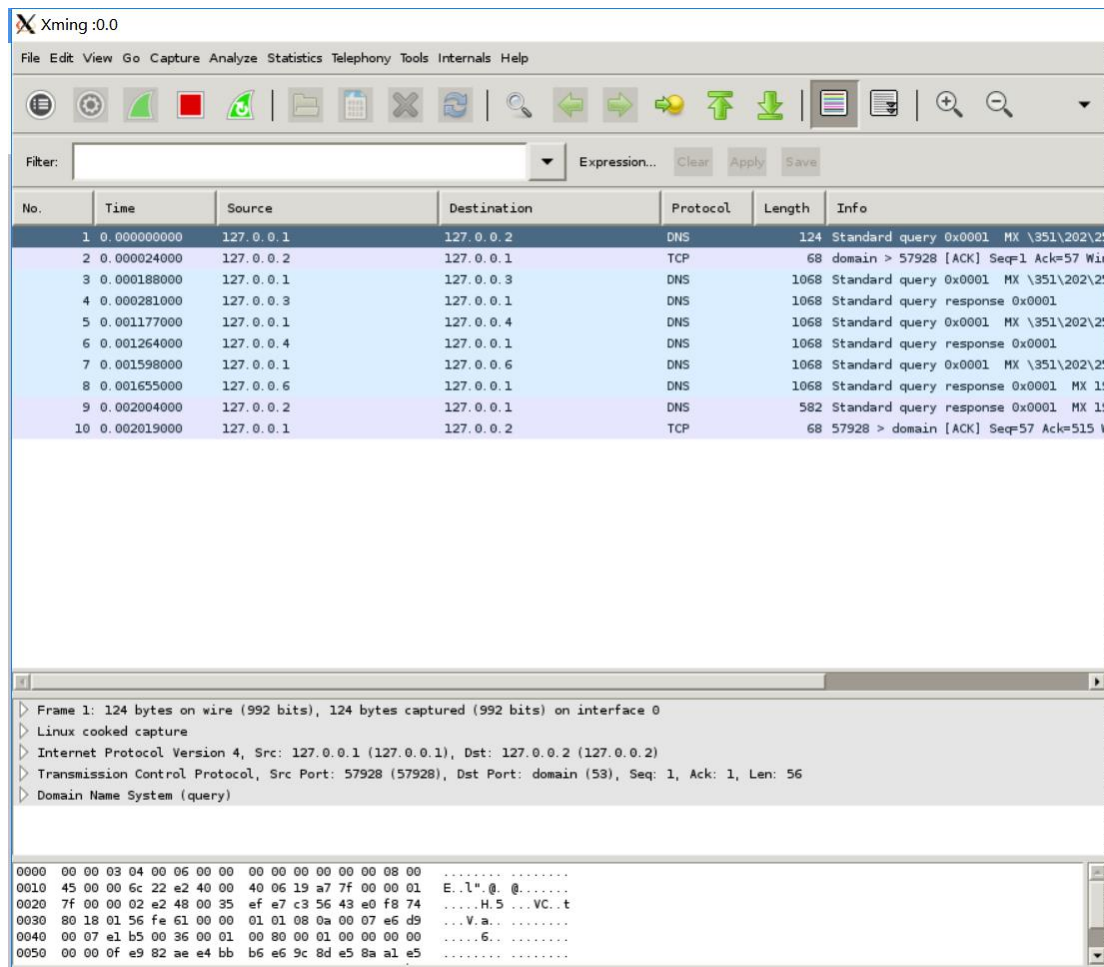 Xming :0.0
File Edit View Go Capture Analyze Statistics Telephony Tools Internals Help
Filter: Expression... Clear Apply Save
No. Time Source Destination Protocol Length Info
1 0.000000000 127.0.0.1 127.0.0.2 DNS 124 Standard query 0x0001 MX \351\202\25
2 0.000024000 127.0.0.2 127.0.0.1 TCP 68 domain > 57928 [ACK] Seq=1 Ack=57 Win
3 0.000188000 127.0.0.1 127.0.0.3 DNS 1068 Standard query 0x0001 MX \351\202\25
4 0.000281000 127.0.0.3 127.0.0.1 DNS 1068 Standard query response 0x0001
5 0.001177000 127.0.0.1 127.0.0.4 DNS 1068 Standard query 0x0001 MX \351\202\25
6 0.001264000 127.0.0.4 127.0.0.1 DNS 1068 Standard query response 0x0001
7 0.001598000 127.0.0.1 127.0.0.6 DNS 1068 Standard query 0x0001 MX \351\202\25
8 0.001655000 127.0.0.6 127.0.0.1 DNS 1068 Standard query response 0x0001 MX 19
9 0.002004000 127.0.0.2 127.0.0.1 DNS 582 Standard query response 0x0001 MX 19
10 0.002019000 127.0.0.1 127.0.0.2 TCP 68 57928 > domain [ACK] Seq=57 Ack=515 W
Frame 1: 124 bytes on wire (992 bits), 124 bytes captured (992 bits) on interface 0
Linux cooked capture
Internet Protocol Version 4, Src: 127.0.0.1 (127.0.0.1), Dst: 127.0.0.2 (127.0.0.2)
Transmission Control Protocol, Src Port: 57928 (57928), Dst Port: domain (53), Seq: 1, Ack: 1, Len: 56
Domain Name System (query)
0000 00 00 03 04 00 06 00 00 00 00 00 00 00 00 08 00 ........ ........
0010 45 00 00 6c 22 e2 40 00 40 06 19 a7 7f 00 00 01 E..l".@. @.......
0020 7f 00 00 02 e2 48 00 35 ef e7 c3 56 43 e0 f8 74 .....H.5 ...VC..t
0030 80 18 01 56 fe 61 00 00 01 01 08 0a 00 07 e6 d9 ...V.a.. ........
0040 00 07 e1 b5 00 36 00 01 00 80 00 01 00 00 00 00 .....6.. ........
0050 00 00 0f e9 82 ae e4 bb b6 e6 9c 8d e5 8a a1 e5 ........ ........